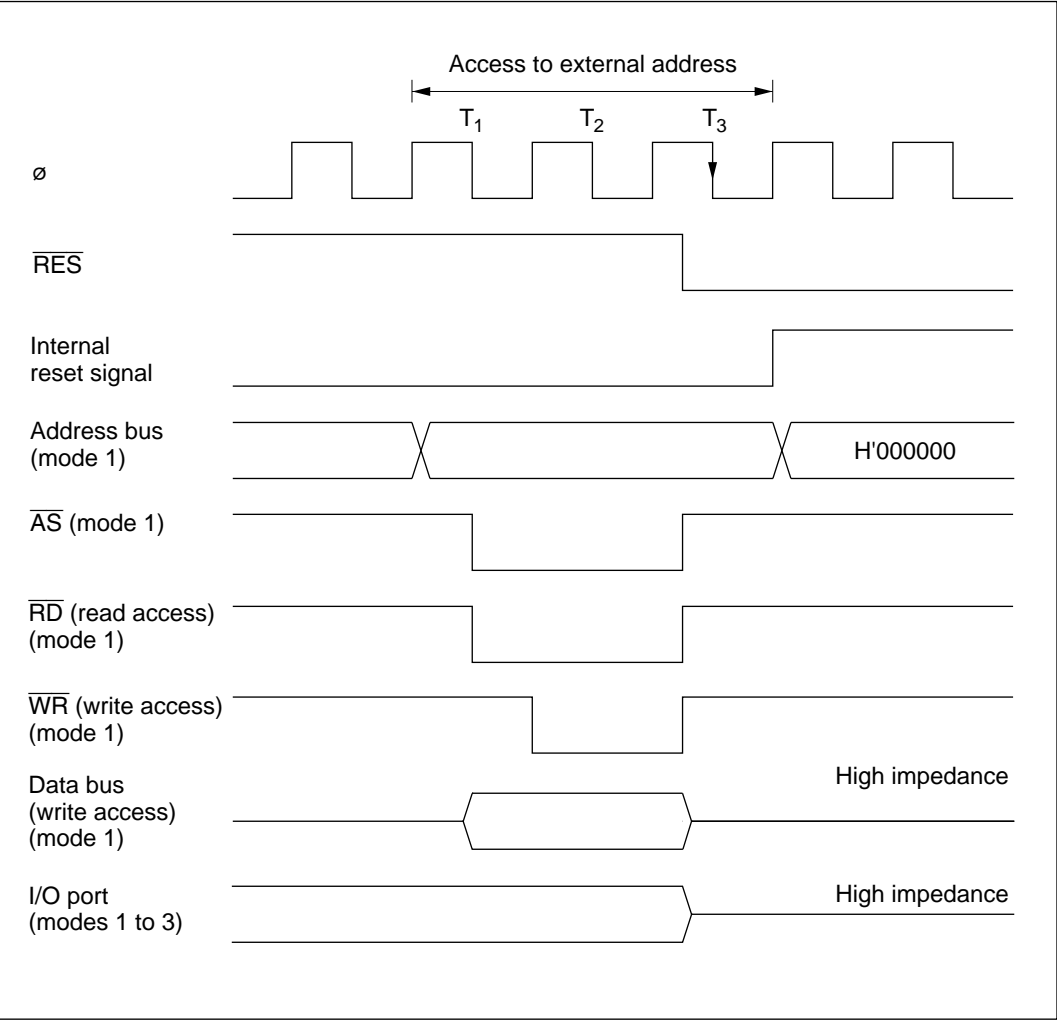 Access to external address
T1 T2 T3
ø
RES
Internal
reset signal
Address bus
(mode 1)
H'000000
AS (mode 1)
RD (read access)
(mode 1)
WR (write access)
(mode 1)
High impedance
Data bus
(write access)
(mode 1)
I/O port
(modes 1 to 3)
High impedance